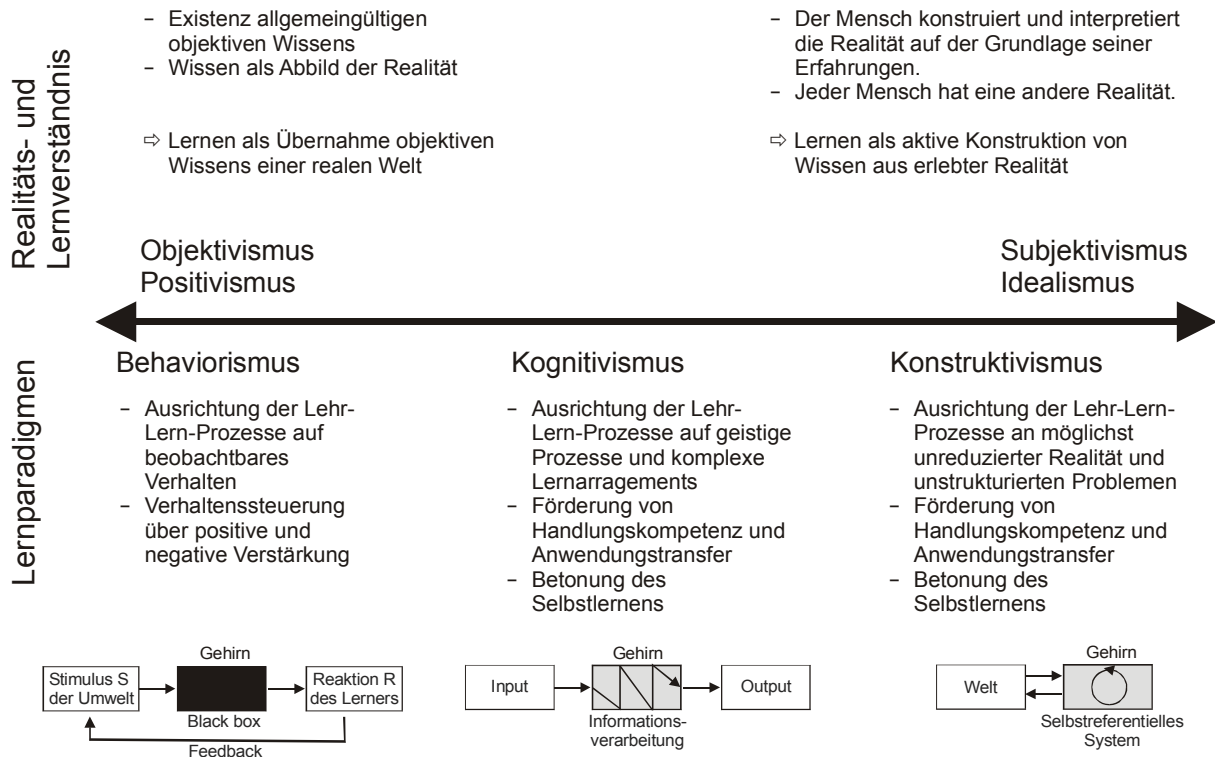 Realitäts- und
Lernverständnis
– Existenz allgemeingültigen
objektiven Wissens
– Wissen als Abbild der Realität
⇨ Lernen als Übernahme objektiven
Wissens einer realen Welt
– Der Mensch konstruiert und interpretiert
die Realität auf der Grundlage seiner
Erfahrungen.
– Jeder Mensch hat eine andere Realität.
⇨ Lernen als aktive Konstruktion von
Wissen aus erlebter Realität
Objektivismus
Positivismus
Subjektivismus
Idealismus
Lernparadigmen
Behaviorismus
– Ausrichtung der Lehr-
Lern-Prozesse auf
beobachtbares
Verhalten
– Verhaltenssteuerung
über positive und
negative Verstärkung
Kognitivismus
– Ausrichtung der Lehr-
Lern-Prozesse auf geistige
Prozesse und komplexe
Lernarragements
– Förderung von
Handlungskompetenz und
Anwendungstransfer
– Betonung des
Selbstlernens
Konstruktivismus
– Ausrichtung der Lehr-Lern-
Prozesse an möglichst
unreduzierter Realität und
unstrukturierten Problemen
– Förderung von
Handlungskompetenz und
Anwendungstransfer
– Betonung des
Selbstlernens
Gehirn
Stimulus S
der Umwelt
Reaktion R
des Lerners
Black box
Feedback
Gehirn
Input
Output
Informations-
verarbeitung
Gehirn
Welt
Selbstreferentielles
System